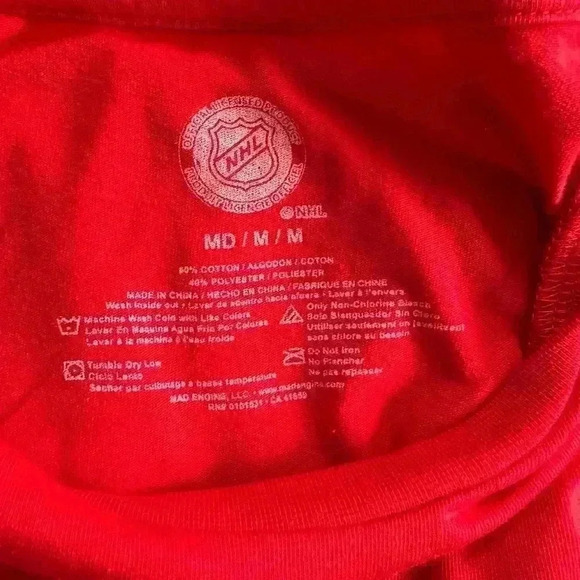 OFFICIAL LICENSED PRODUCT
NHL
PRODUIT LICENCIÉ OFFICIEL
© NHL
MD / M / M
60% COTTON / ALGODON / COTON
40% POLYESTER / POLIESTER
MADE IN CHINA / HECHO EN CHINA / FABRIQUE EN CHINE
Wash Inside out • Lavar de adentro hacia afuera • Laver à l'envers
Machine Wash Cold with Like Colors
Lavar En Maquina Agua Fria Por Colores
Laver à la machine à l'eau froide
Only Non-Chlorine Bleach
Solo Blanqueador Sin Cloro
Utiliser seulement un javellisant
sans chlore au besoin
Tumble Dry Low
Ciclo Lento
Sécher par culbutage à basse température
Do Not Iron
No Planchar
Ne pas repasser
MAD ENGINE, LLC. • www.madengine.com
RN# 0101831 • CA 41659